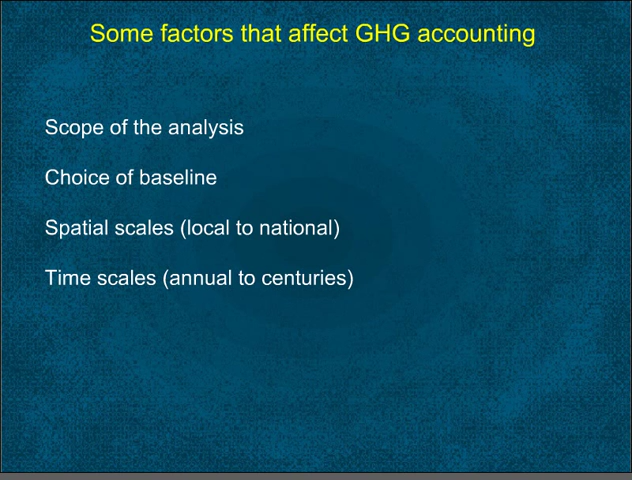 Some factors that affect GHG accounting
Scope of the analysis
Choice of baseline
Spatial scales (local to national)
Time scales (annual to centuries)